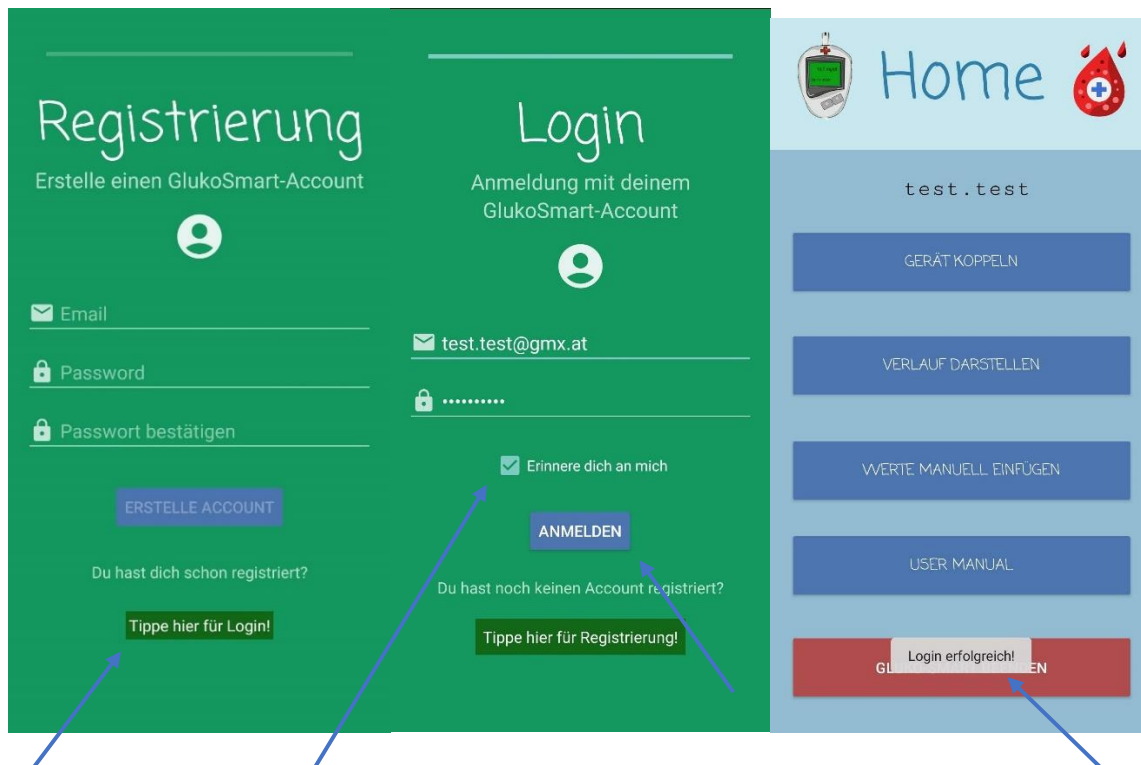 Registrierung
Erstelle einen GlukoSmart-Account
Email
Password
Passwort bestätigen
ERSTELLE ACCOUNT
Du hast dich schon registriert?
Tippe hier für Login!
Login
Anmeldung mit deinem
GlukoSmart-Account
test.test@gmx.at
••••••••••
Erinnere dich an mich
ANMELDEN
Du hast noch keinen Account registriert?
Tippe hier für Registrierung!
Home
test.test
GERÄT KOPPELN
VERLAUF DARSTELLEN
WERTE MANUELL EINFÜGEN
USER MANUAL
Login erfolgreich!